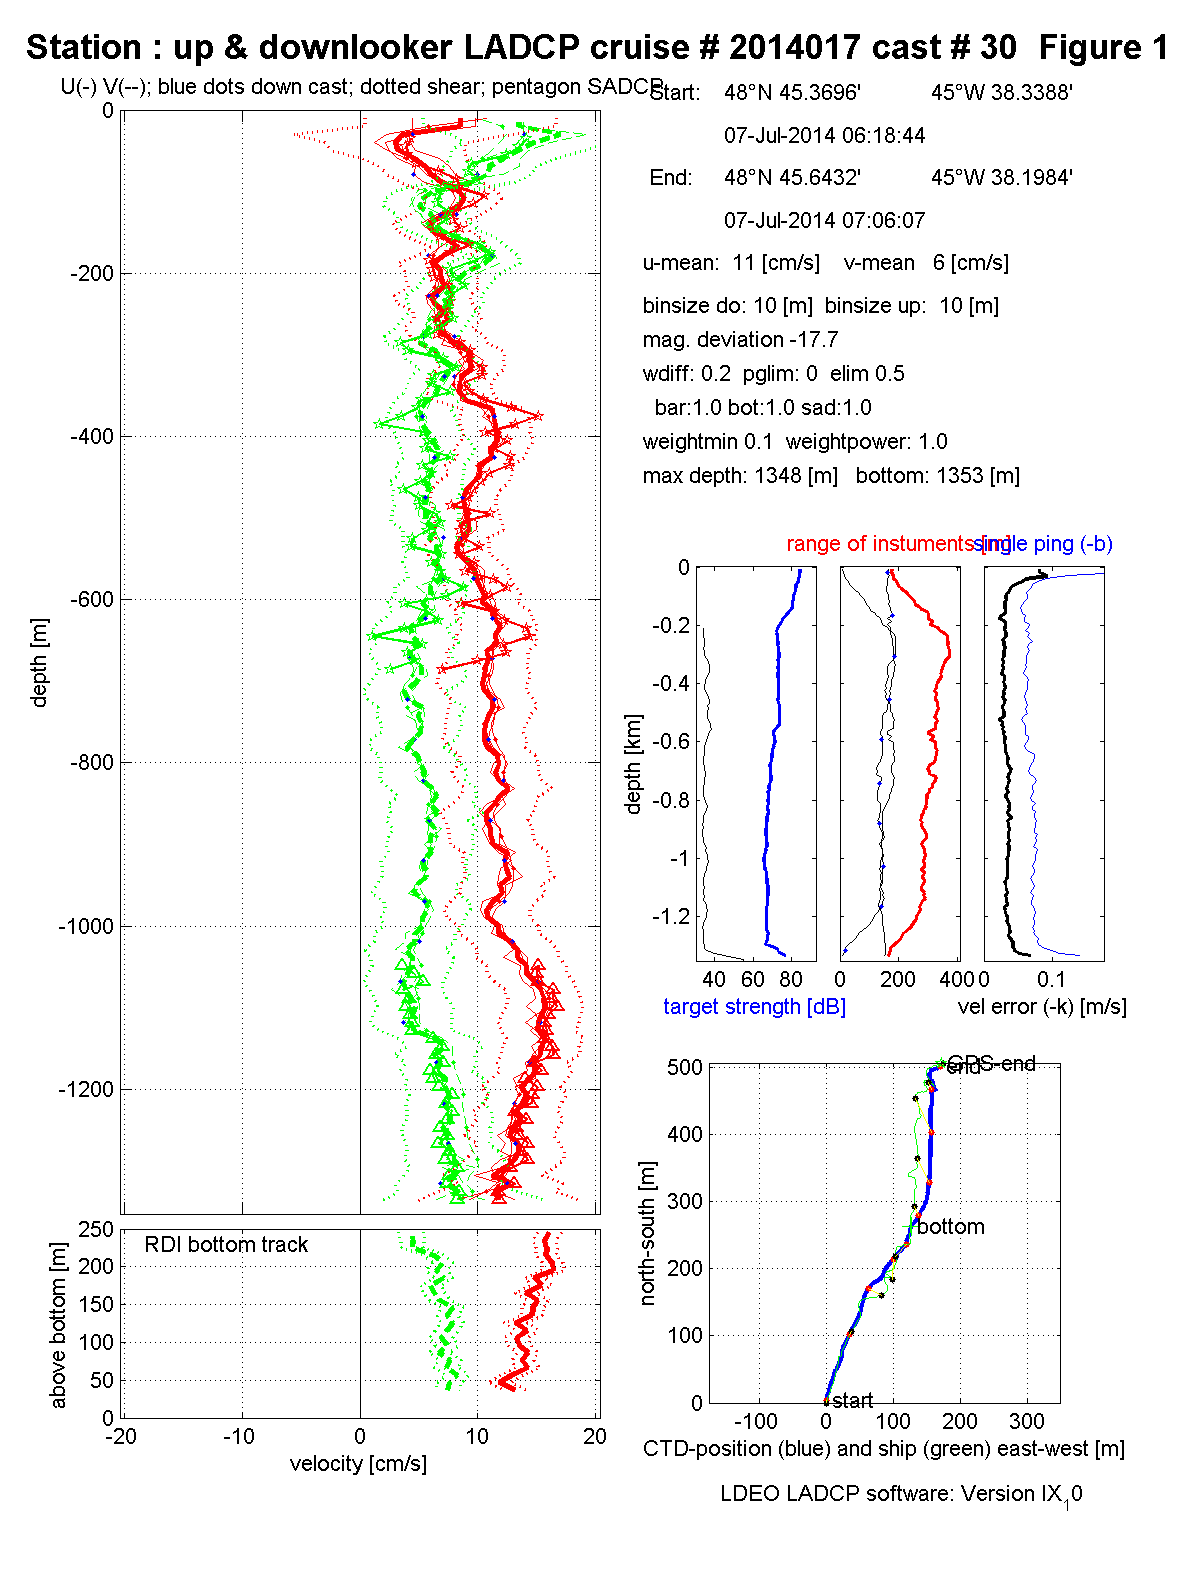 Station : up & downlooker LADCP cruise # 2014017 cast # 30  Figure 1
U(-) V(--); blue dots down cast; dotted shear; pentagon SADCP
Start: 48°N 45.3696' 45°W 38.3388'
07-Jul-2014 06:18:44
End: 48°N 45.6432' 45°W 38.1984'
07-Jul-2014 07:06:07
u-mean: 11 [cm/s] v-mean 6 [cm/s]
binsize do: 10 [m] binsize up: 10 [m]
mag. deviation -17.7
wdiff: 0.2 pglim: 0 elim 0.5
bar:1.0 bot:1.0 sad:1.0
weightmin 0.1 weightpower: 1.0
max depth: 1348 [m] bottom: 1353 [m]
0
-200
-400
-600
-800
-1000
-1200
depth [m]
range of instuments [m]
single ping (-b)
0
-0.2
-0.4
-0.6
-0.8
-1
-1.2
depth [km]
40 60 80
target strength [dB]
0 200 400
0 0.1
vel error (-k) [m/s]
RDI bottom track
250
200
150
100
50
0
above bottom [m]
-20 -10 0 10 20
velocity [cm/s]
500
400
300
200
100
0
north-south [m]
GPS-end
end
bottom
start
-100 0 100 200 300
CTD-position (blue) and ship (green) east-west [m]
LDEO LADCP software: Version IX10